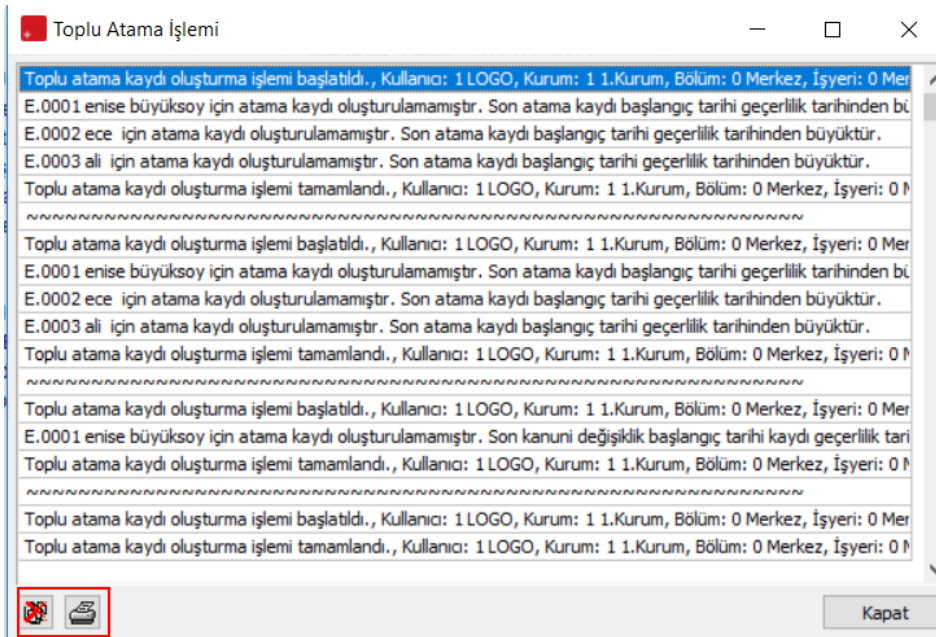 Toplu Atama İşlemi
Toplu atama kaydı oluşturma işlemi başlatıldı., Kullanıcı: 1 LOGO, Kurum: 1 1.Kurum, Bölüm: 0 Merkez, İşyeri: 0 Mer
E.0001 enise büyüksoy için atama kaydı oluşturulamamıştır. Son atama kaydı başlangıç tarihi geçerlilik tarihinden bü
E.0002 ece için atama kaydı oluşturulamamıştır. Son atama kaydı başlangıç tarihi geçerlilik tarihinden büyüktür.
E.0003 ali için atama kaydı oluşturulamamıştır. Son atama kaydı başlangıç tarihi geçerlilik tarihinden büyüktür.
Toplu atama kaydı oluşturma işlemi tamamlandı., Kullanıcı: 1 LOGO, Kurum: 1 1.Kurum, Bölüm: 0 Merkez, İşyeri: 0 M
~~~~~~~~~~~~~~~~~~~~~~~~~~~~~~~~~~~~~~~~~~~~~~~~~~~~~~~~~~~~
Toplu atama kaydı oluşturma işlemi başlatıldı., Kullanıcı: 1 LOGO, Kurum: 1 1.Kurum, Bölüm: 0 Merkez, İşyeri: 0 Mer
E.0001 enise büyüksoy için atama kaydı oluşturulamamıştır. Son atama kaydı başlangıç tarihi geçerlilik tarihinden bü
E.0002 ece için atama kaydı oluşturulamamıştır. Son atama kaydı başlangıç tarihi geçerlilik tarihinden büyüktür.
E.0003 ali için atama kaydı oluşturulamamıştır. Son atama kaydı başlangıç tarihi geçerlilik tarihinden büyüktür.
Toplu atama kaydı oluşturma işlemi tamamlandı., Kullanıcı: 1 LOGO, Kurum: 1 1.Kurum, Bölüm: 0 Merkez, İşyeri: 0 M
~~~~~~~~~~~~~~~~~~~~~~~~~~~~~~~~~~~~~~~~~~~~~~~~~~~~~~~~~~~~
Toplu atama kaydı oluşturma işlemi başlatıldı., Kullanıcı: 1 LOGO, Kurum: 1 1.Kurum, Bölüm: 0 Merkez, İşyeri: 0 Mer
E.0001 enise büyüksoy için atama kaydı oluşturulamamıştır. Son kanuni değişiklik başlangıç tarihi kaydı geçerlilik tari
Toplu atama kaydı oluşturma işlemi tamamlandı., Kullanıcı: 1 LOGO, Kurum: 1 1.Kurum, Bölüm: 0 Merkez, İşyeri: 0 M
~~~~~~~~~~~~~~~~~~~~~~~~~~~~~~~~~~~~~~~~~~~~~~~~~~~~~~~~~~~~
Toplu atama kaydı oluşturma işlemi başlatıldı., Kullanıcı: 1 LOGO, Kurum: 1 1.Kurum, Bölüm: 0 Merkez, İşyeri: 0 Mer
Toplu atama kaydı oluşturma işlemi tamamlandı., Kullanıcı: 1 LOGO, Kurum: 1 1.Kurum, Bölüm: 0 Merkez, İşyeri: 0 M
Kapat